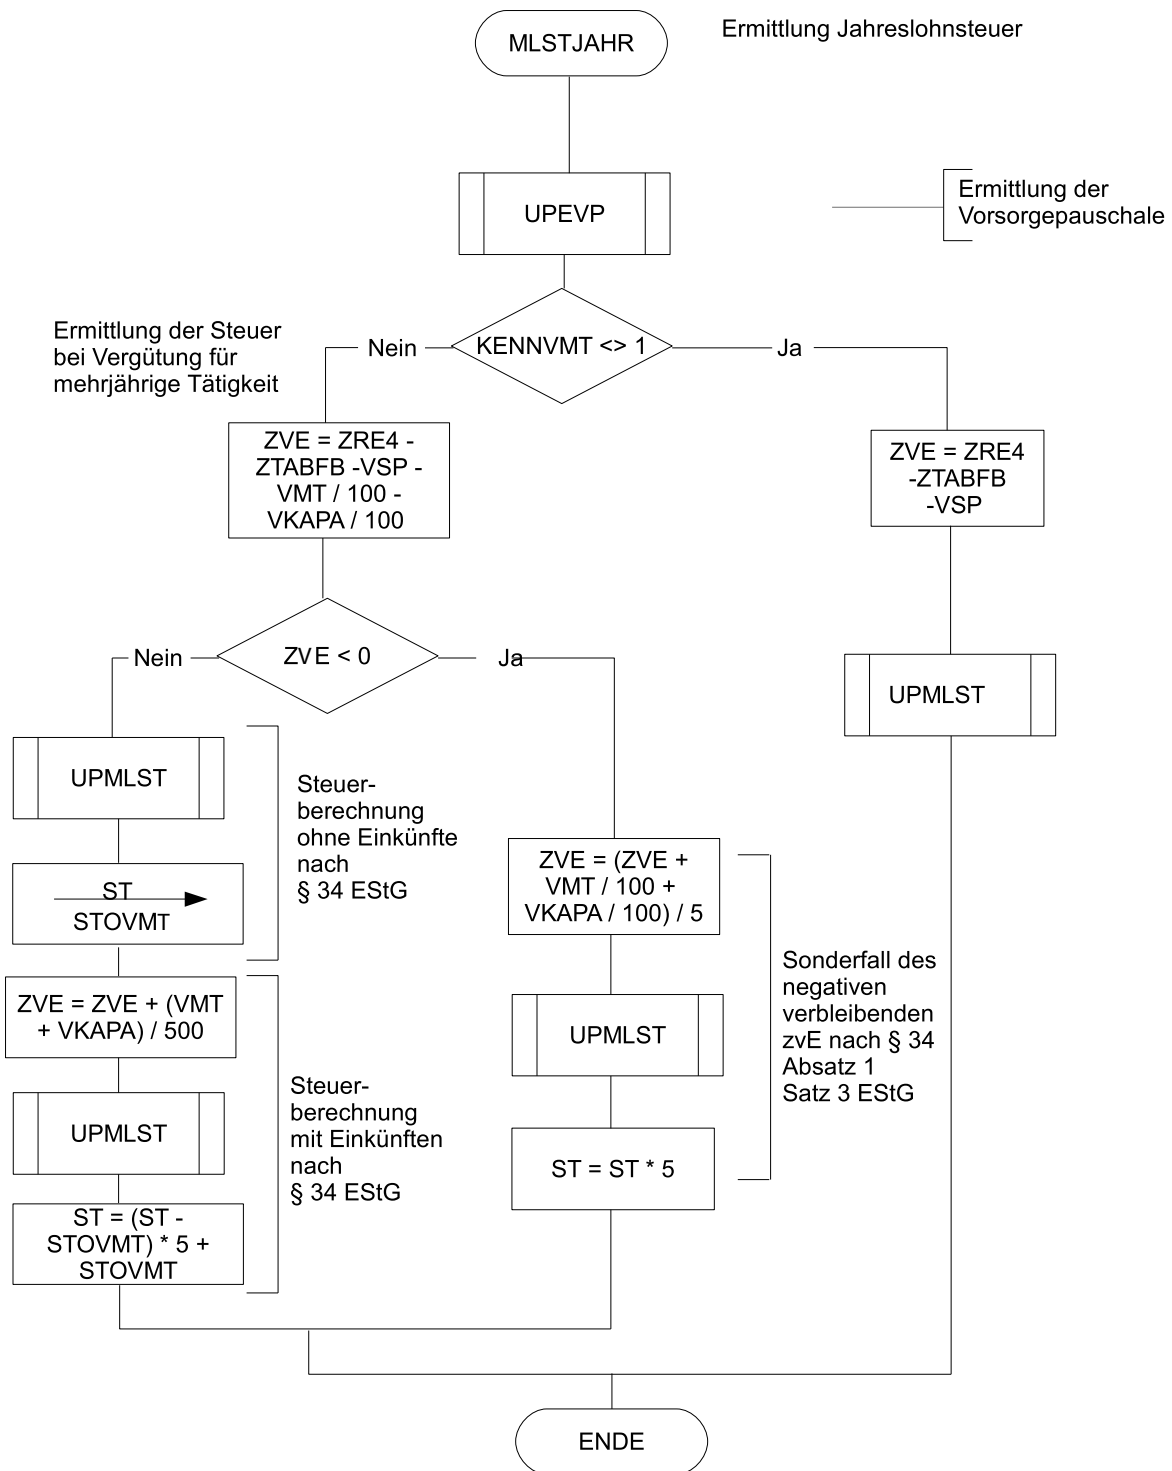 MLSTJAHR
Ermittlung Jahreslohnsteuer
UPEVP
Ermittlung der
Vorsorgepauschale
Ermittlung der Steuer
bei Vergütung für
mehrjährige Tätigkeit
Nein
KENNVMT <> 1
Ja
ZVE = ZRE4 -
ZTABFB -VSP -
VMT / 100 -
VKAPA / 100
ZVE = ZRE4
-ZTABFB
-VSP
Nein
ZVE < 0
Ja
UPMLST
UPMLST
Steuer-
berechnung
ohne Einkünfte
nach
§ 34 EStG
ST
STOVMT
ZVE = (ZVE +
VMT / 100 +
VKAPA / 100) / 5
Sonderfall des
negativen
verbleibenden
zvE nach § 34
Absatz 1
Satz 3 EStG
ZVE = ZVE + (VMT
+ VKAPA) / 500
UPMLST
Steuer-
berechnung
mit Einkünften
nach
§ 34 EStG
UPMLST
ST = ST * 5
ST = (ST -
STOVMT) * 5 +
STOVMT
ENDE